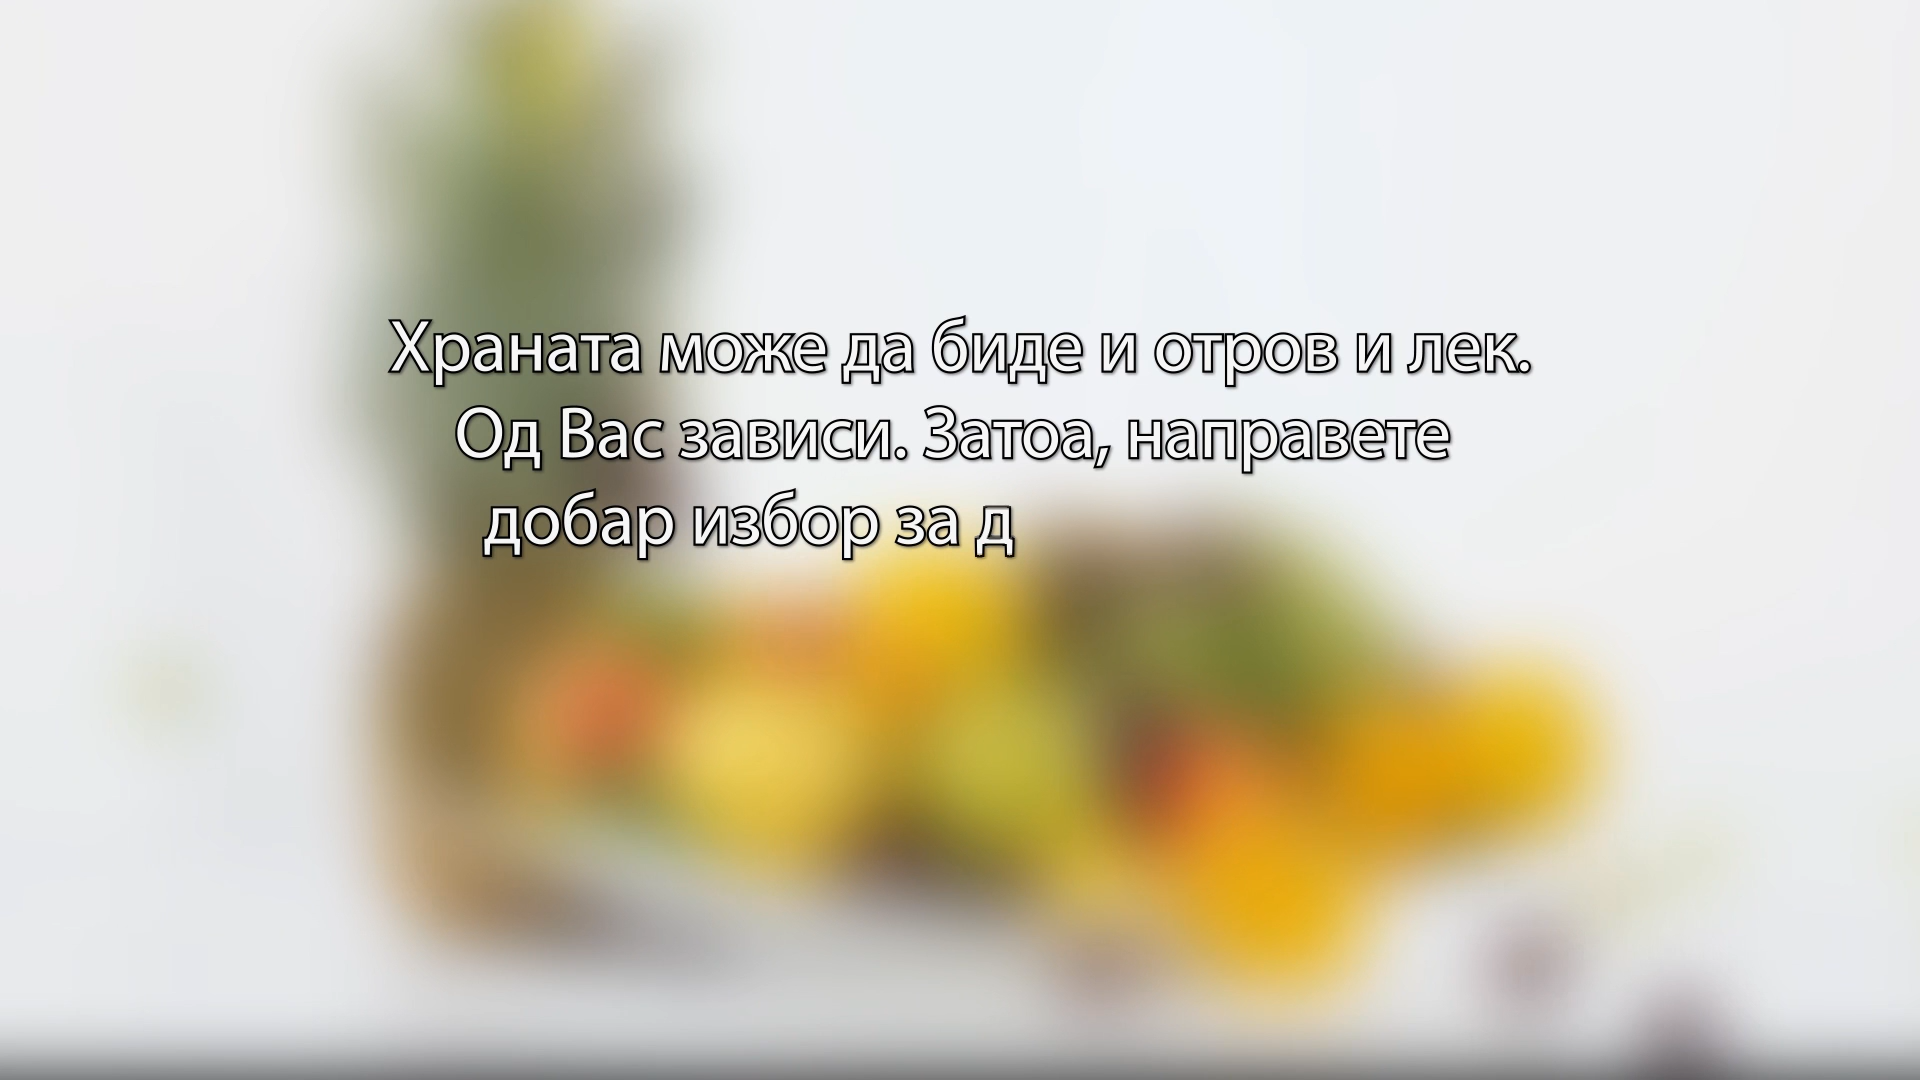 Храната може да биде и отров и лек.
Од Вас зависи. Затоа, направете
добар избор за д